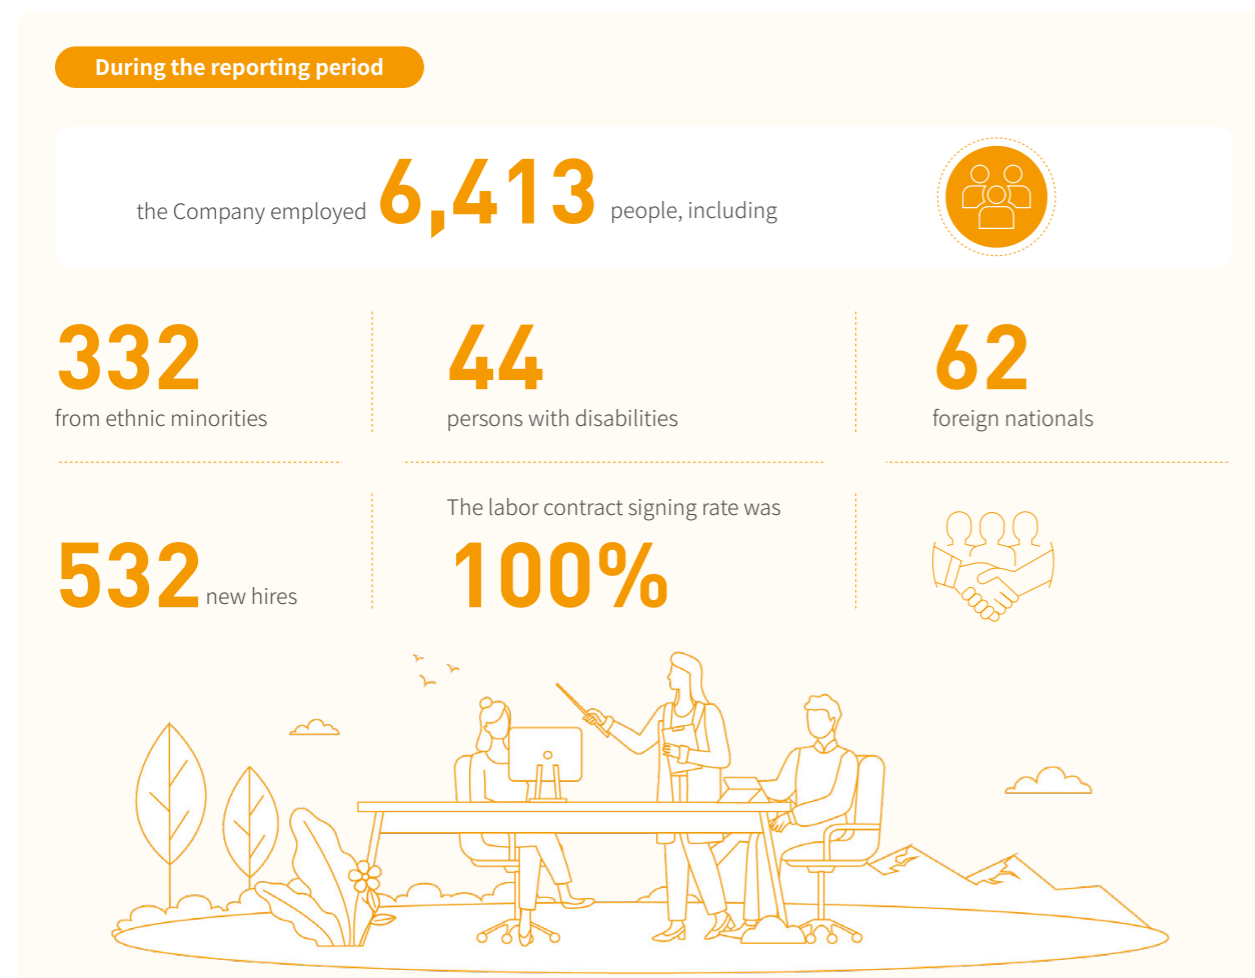 During the reporting period
the Company employed 6,413 people, including
332
from ethnic minorities
44
persons with disabilities
62
foreign nationals
532 new hires
The labor contract signing rate was
100%